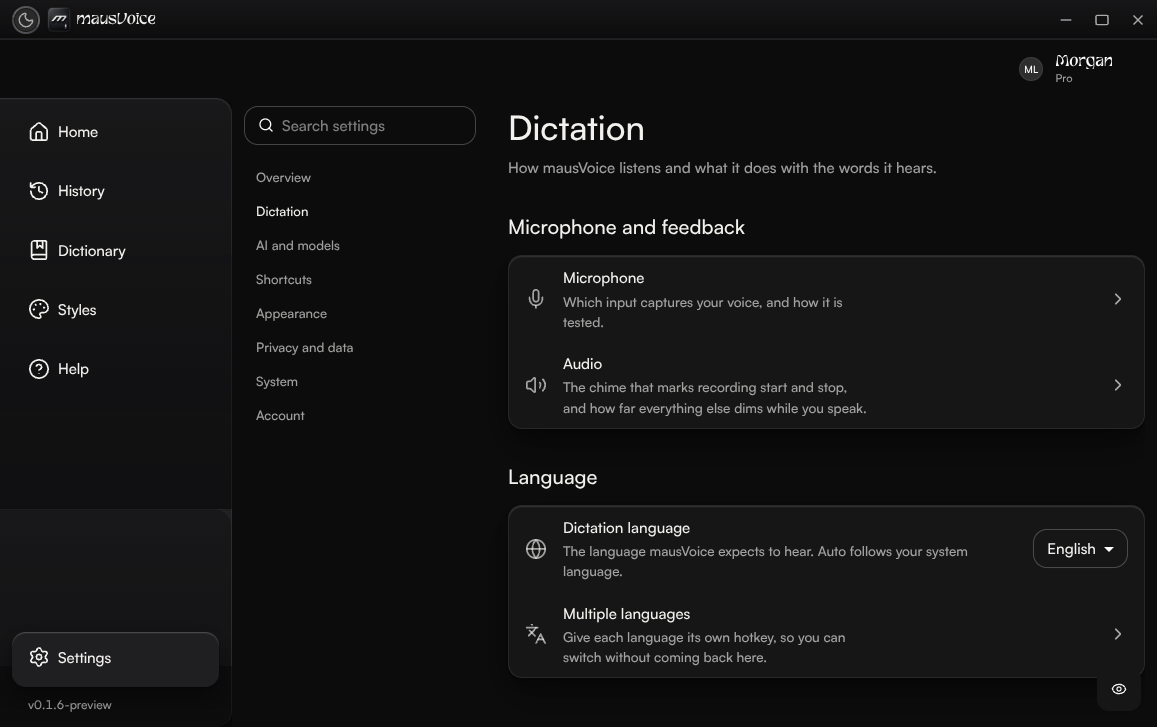 mausVoice
ML
Morgan
Pro
Home
History
Dictionary
Styles
Help
Settings
v0.1.6-preview
Search settings
Overview
Dictation
AI and models
Shortcuts
Appearance
Privacy and data
System
Account
Dictation
How mausVoice listens and what it does with the words it hears.
Microphone and feedback
Microphone
Which input captures your voice, and how it is
tested.
Audio
The chime that marks recording start and stop,
and how far everything else dims while you speak.
Language
Dictation language
The language mausVoice expects to hear. Auto follows your system
language.
English
Multiple languages
Give each language its own hotkey, so you can
switch without coming back here.